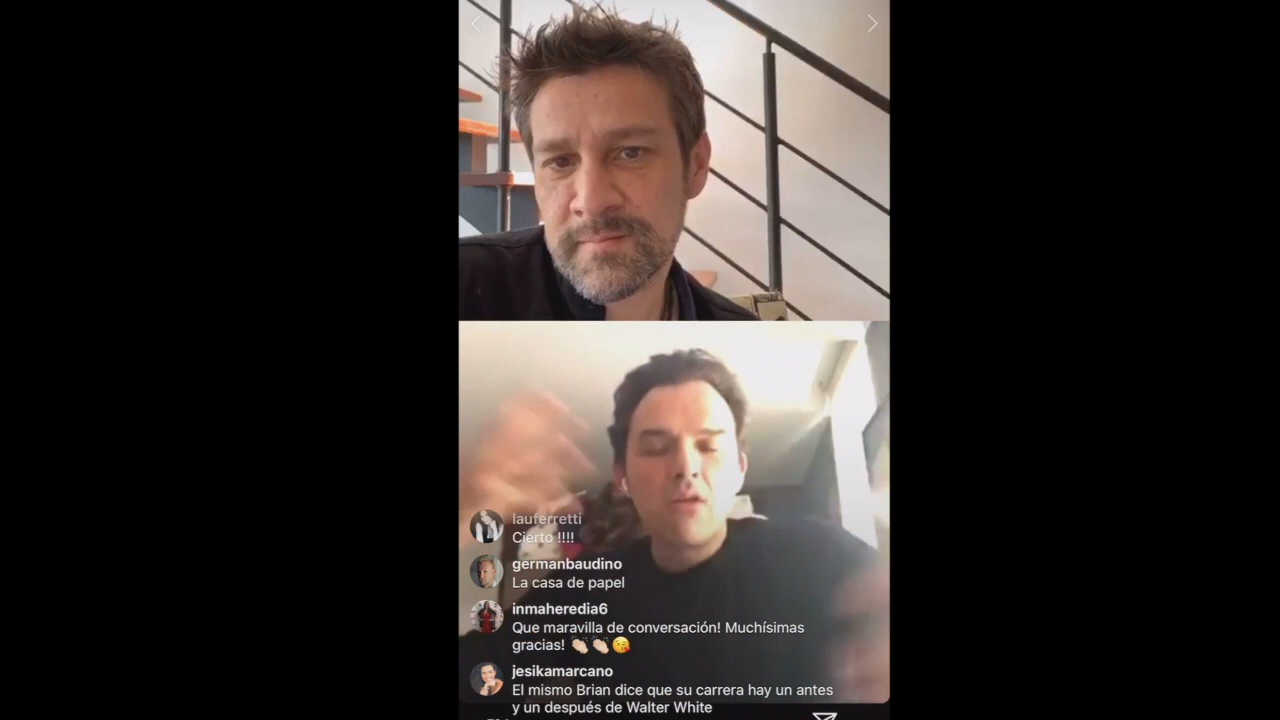 lauferretti
Cierto !!!!
germanbaudino
La casa de papel
inmaheredia6
Que maravilla de conversación! Muchísimas
gracias! 👏🏻👏🏻😘
jesikamarcano
El mismo Brian dice que su carrera hay un antes
y un después de Walter White